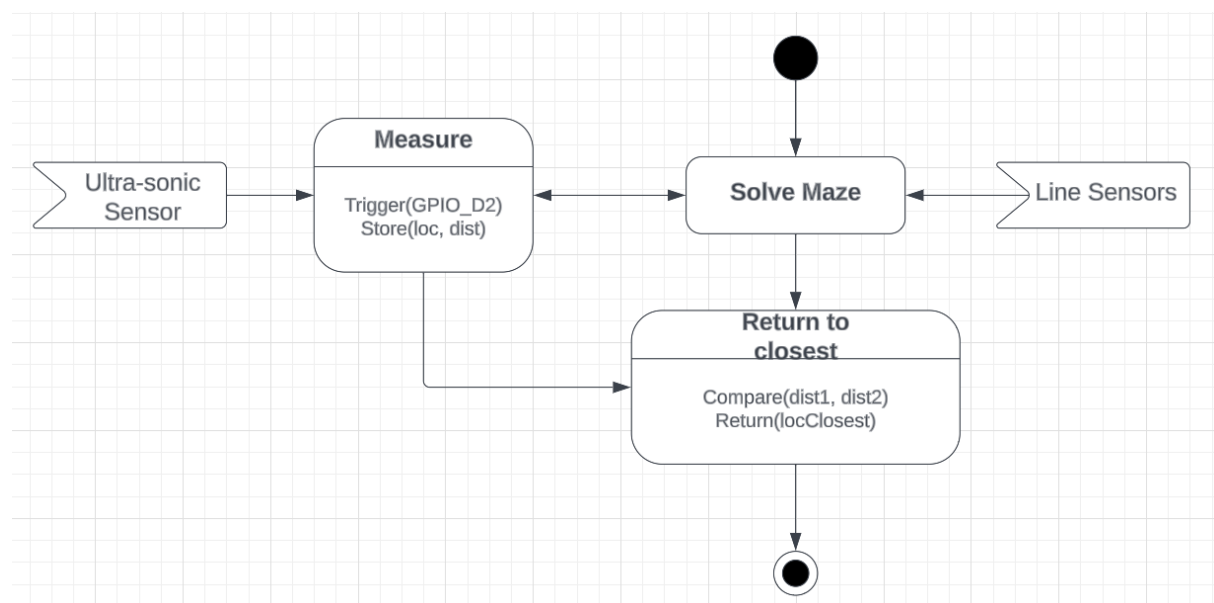 Measure
Ultra-sonic
Sensor
Trigger(GPIO_D2)
Store(loc, dist)
Solve Maze
Line Sensors
Return to
closest
Compare(dist1, dist2)
Return(locClosest)